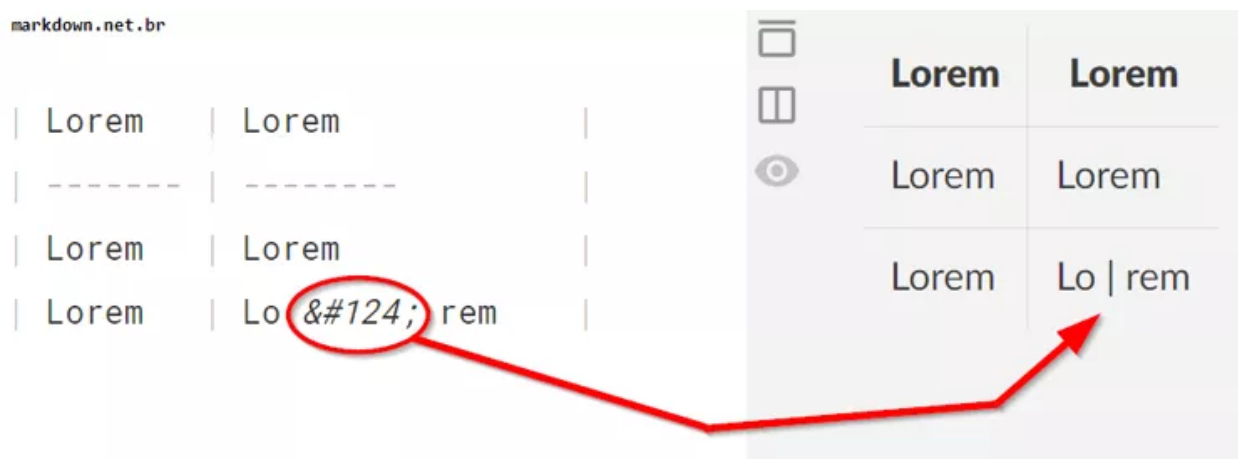 markdown.net.br
| Lorem | Lorem |
| ------- | -------- |
| Lorem | Lorem |
| Lorem | Lo &#124; rem |
Lorem Lorem
Lorem Lorem
Lorem Lo | rem